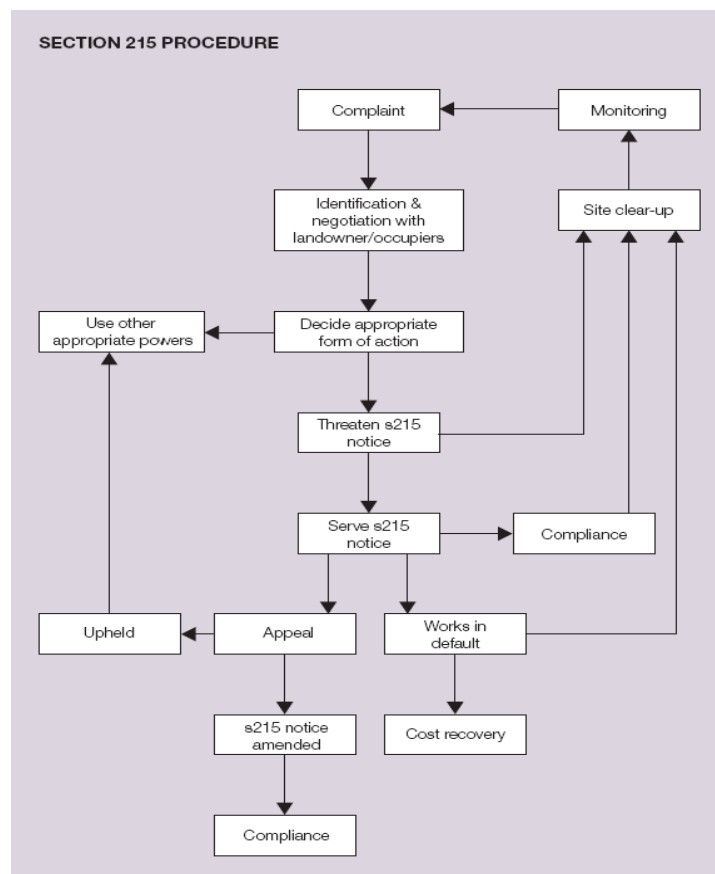 SECTION 215 PROCEDURE
Complaint
Monitoring
Identification &
negotiation with
landowner/occupiers
Site clear-up
Use other
appropriate powers
Decide appropriate
form of action
Threaten s215
notice
Serve s215
notice
Compliance
Upheld
Appeal
Works in
default
s215 notice
amended
Cost recovery
Compliance